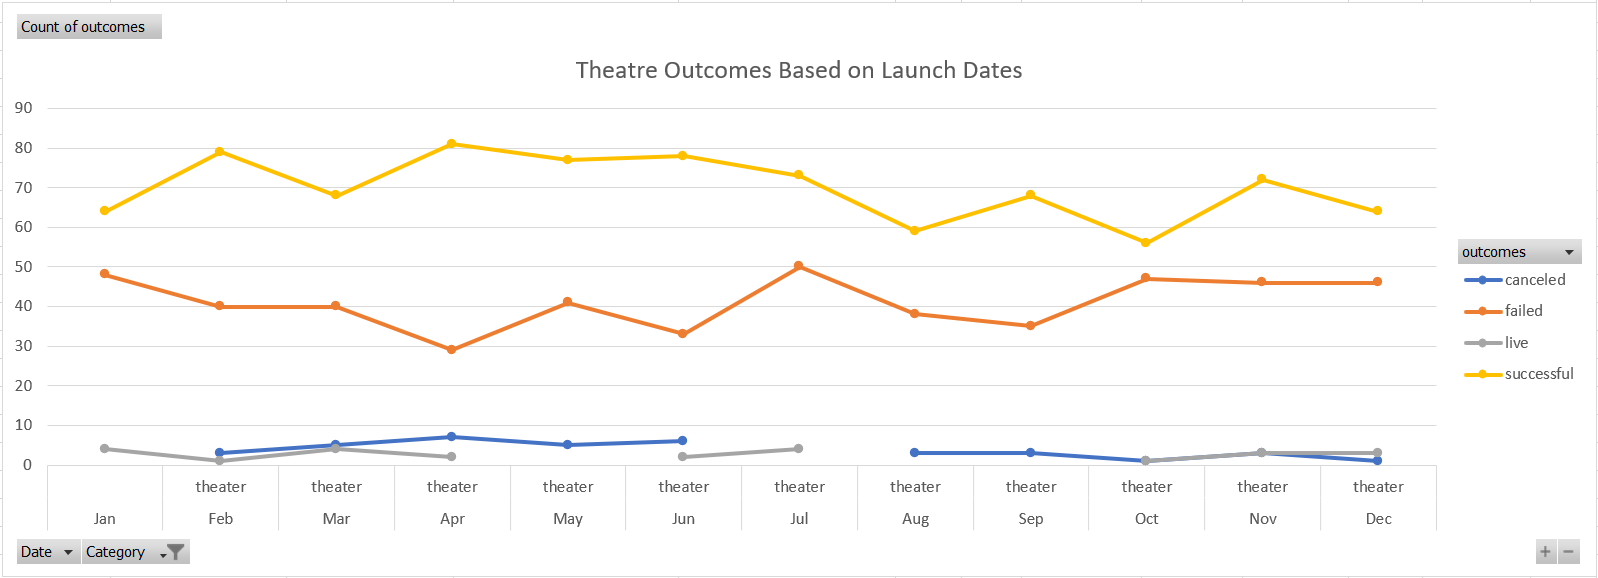 Count of outcomes
Theatre Outcomes Based on Launch Dates
90
80
70
60
50
40
30
20
10
0
outcomes
canceled
failed
live
successful
theater theater theater theater theater theater theater theater theater theater theater
Jan Feb Mar Apr May Jun Jul Aug Sep Oct Nov Dec
Date Category
+ −